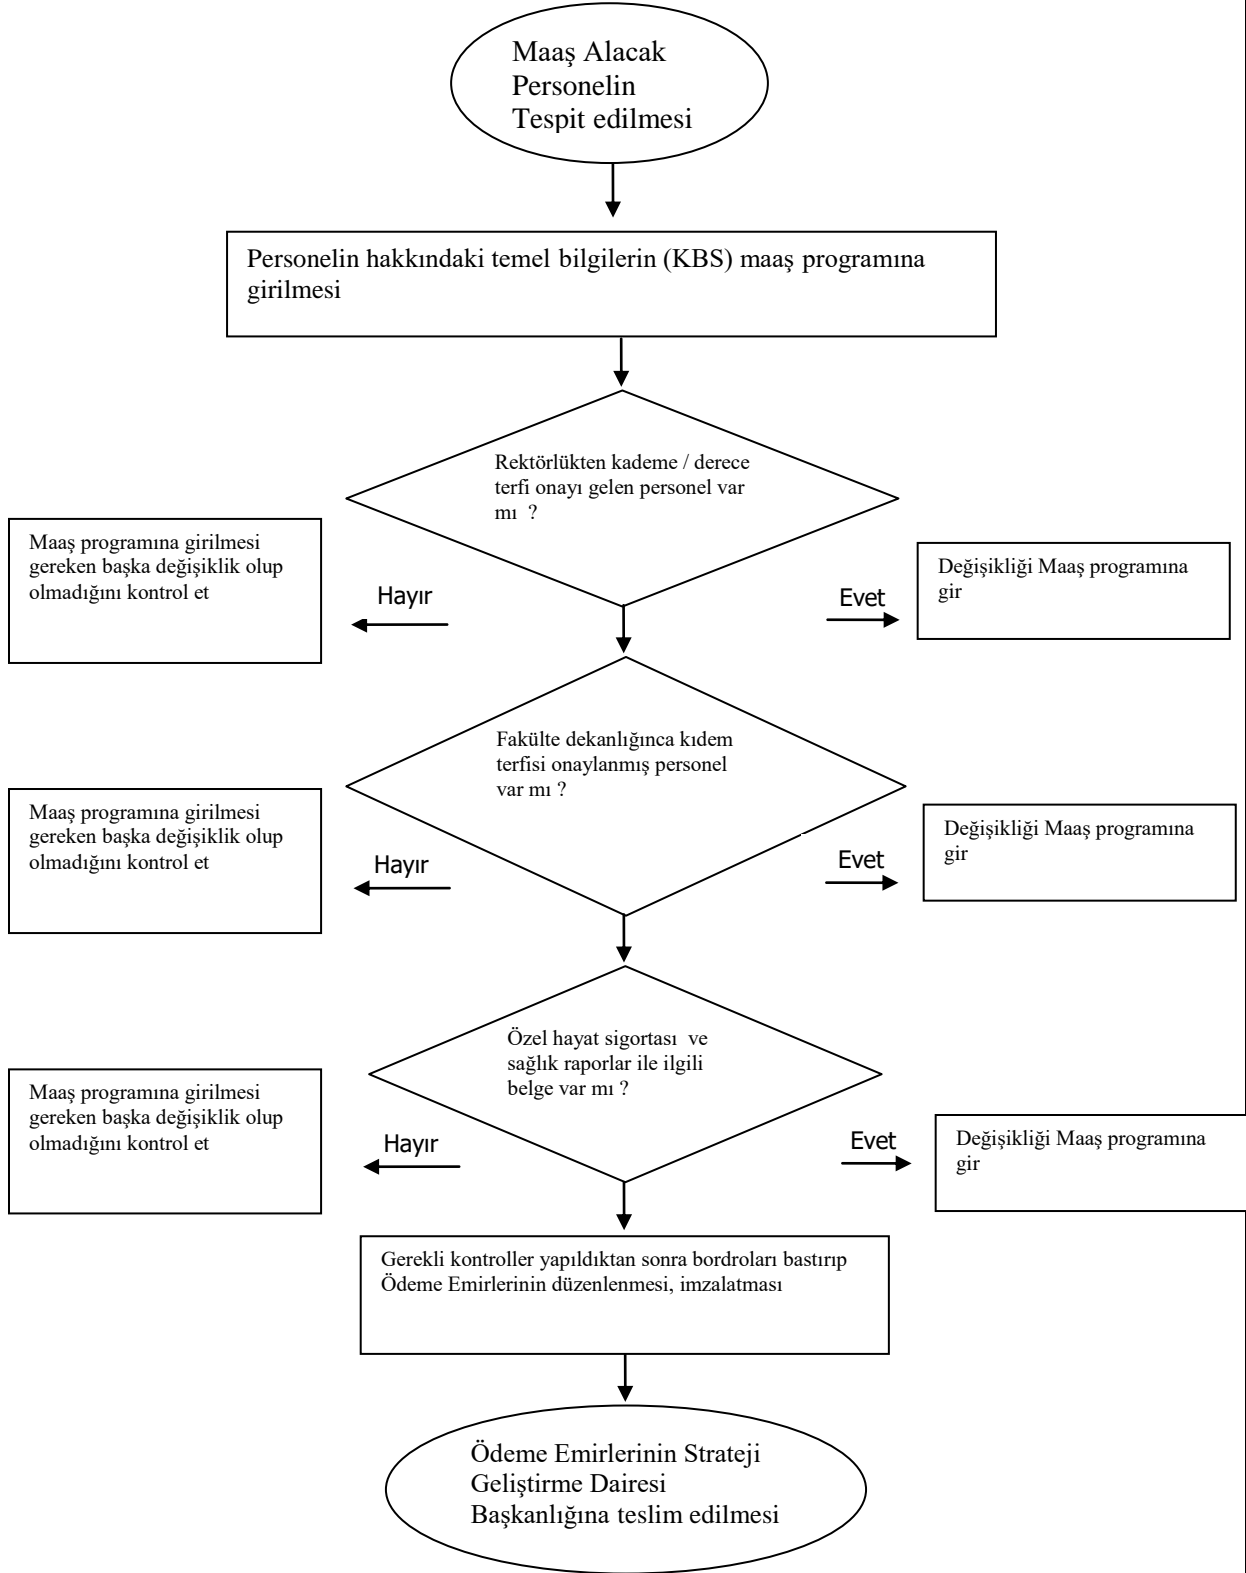 Maaş Alacak
Personelin
Tespit edilmesi
Personelin hakkındaki temel bilgilerin (KBS) maaş programına
girilmesi
Rektörlükten kademe / derece
terfi onayı gelen personel var
mı  ?
Maaş programına girilmesi
gereken başka değişiklik olup
olmadığını kontrol et
Hayır
Evet
Değişikliği Maaş programına
gir
Fakülte dekanlığınca kıdem
terfisi onaylanmış personel
var mı ?
Maaş programına girilmesi
gereken başka değişiklik olup
olmadığını kontrol et
Hayır
Evet
Değişikliği Maaş programına
gir
Özel hayat sigortası  ve
sağlık raporlar ile ilgili
belge var mı ?
Maaş programına girilmesi
gereken başka değişiklik olup
olmadığını kontrol et
Hayır
Evet
Değişikliği Maaş programına
gir
Gerekli kontroller yapıldıktan sonra bordroları bastırıp
Ödeme Emirlerinin düzenlenmesi, imzalatması
Ödeme Emirlerinin Strateji
Geliştirme Dairesi
Başkanlığına teslim edilmesi